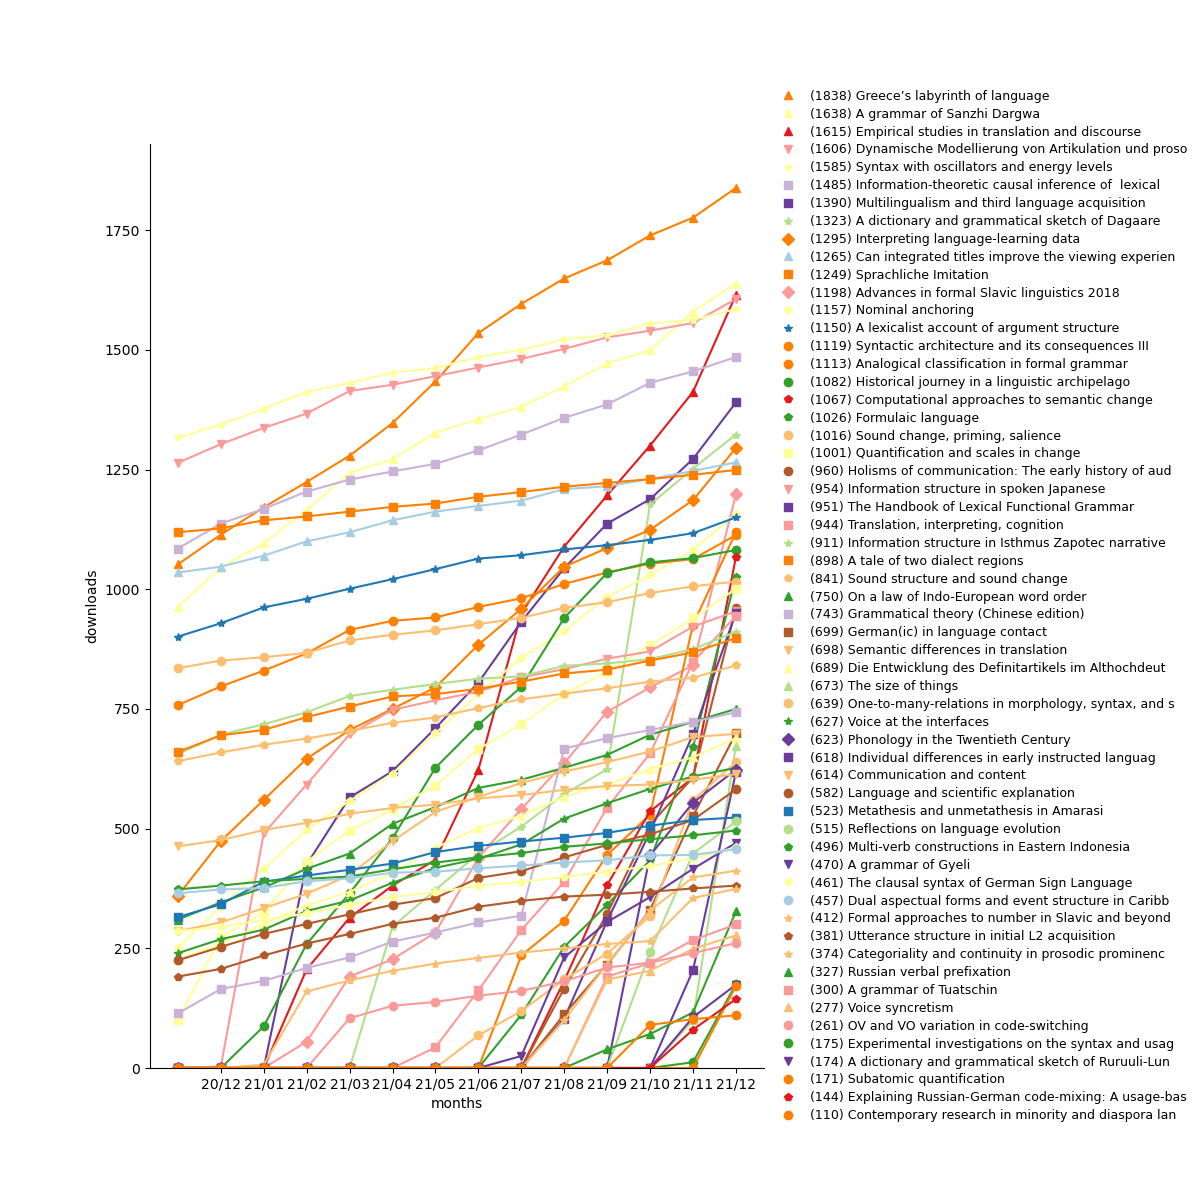 (1838) Greece’s labyrinth of language
(1638) A grammar of Sanzhi Dargwa
(1615) Empirical studies in translation and discourse
(1606) Dynamische Modellierung von Artikulation und proso
(1585) Syntax with oscillators and energy levels
(1485) Information-theoretic causal inference of  lexical
(1390) Multilingualism and third language acquisition
(1323) A dictionary and grammatical sketch of Dagaare
(1295) Interpreting language-learning data
(1265) Can integrated titles improve the viewing experien
(1249) Sprachliche Imitation
(1198) Advances in formal Slavic linguistics 2018
(1157) Nominal anchoring
(1150) A lexicalist account of argument structure
(1119) Syntactic architecture and its consequences III
(1113) Analogical classification in formal grammar
(1082) Historical journey in a linguistic archipelago
(1067) Computational approaches to semantic change
(1026) Formulaic language
(1016) Sound change, priming, salience
(1001) Quantification and scales in change
(960) Holisms of communication: The early history of aud
(954) Information structure in spoken Japanese
(951) The Handbook of Lexical Functional Grammar
(944) Translation, interpreting, cognition
(911) Information structure in Isthmus Zapotec narrative
(898) A tale of two dialect regions
(841) Sound structure and sound change
(750) On a law of Indo-European word order
(743) Grammatical theory (Chinese edition)
(699) German(ic) in language contact
(698) Semantic differences in translation
(689) Die Entwicklung des Definitartikels im Althochdeut
(673) The size of things
(639) One-to-many-relations in morphology, syntax, and s
(627) Voice at the interfaces
(623) Phonology in the Twentieth Century
(618) Individual differences in early instructed languag
(614) Communication and content
(582) Language and scientific explanation
(523) Metathesis and unmetathesis in Amarasi
(515) Reflections on language evolution
(496) Multi-verb constructions in Eastern Indonesia
(470) A grammar of Gyeli
(461) The clausal syntax of German Sign Language
(457) Dual aspectual forms and event structure in Caribb
(412) Formal approaches to number in Slavic and beyond
(381) Utterance structure in initial L2 acquisition
(374) Categoriality and continuity in prosodic prominenc
(327) Russian verbal prefixation
(300) A grammar of Tuatschin
(277) Voice syncretism
(261) OV and VO variation in code-switching
(175) Experimental investigations on the syntax and usag
(174) A dictionary and grammatical sketch of Ruruuli-Lun
(171) Subatomic quantification
(144) Explaining Russian-German code-mixing: A usage-bas
(110) Contemporary research in minority and diaspora lan
downloads
1750
1500
1250
1000
750
500
250
0
20/12 21/01 21/02 21/03 21/04 21/05 21/06 21/07 21/08 21/09 21/10 21/11 21/12
months